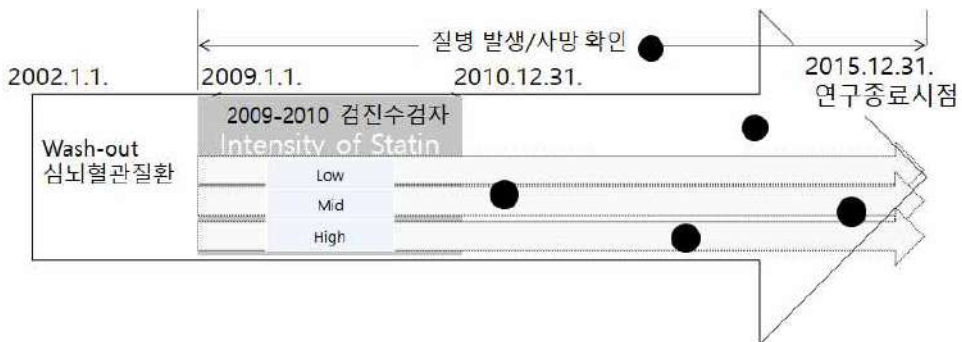 질병 발생/사망 확인
2002.1.1.
2009.1.1.
2010.12.31.
2015.12.31.
연구종료시점
2009-2010 검진수검자
Intensity of Statin
Wash-out
심뇌혈관질환
Low
Mid
High